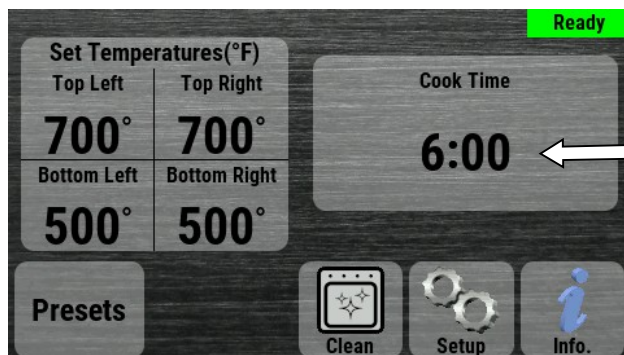 Ready
Set Temperatures(°F)
Top Left Top Right
700° 700°
Bottom Left Bottom Right
500° 500°
Cook Time
6:00
Presets
Clean
Setup
Info.